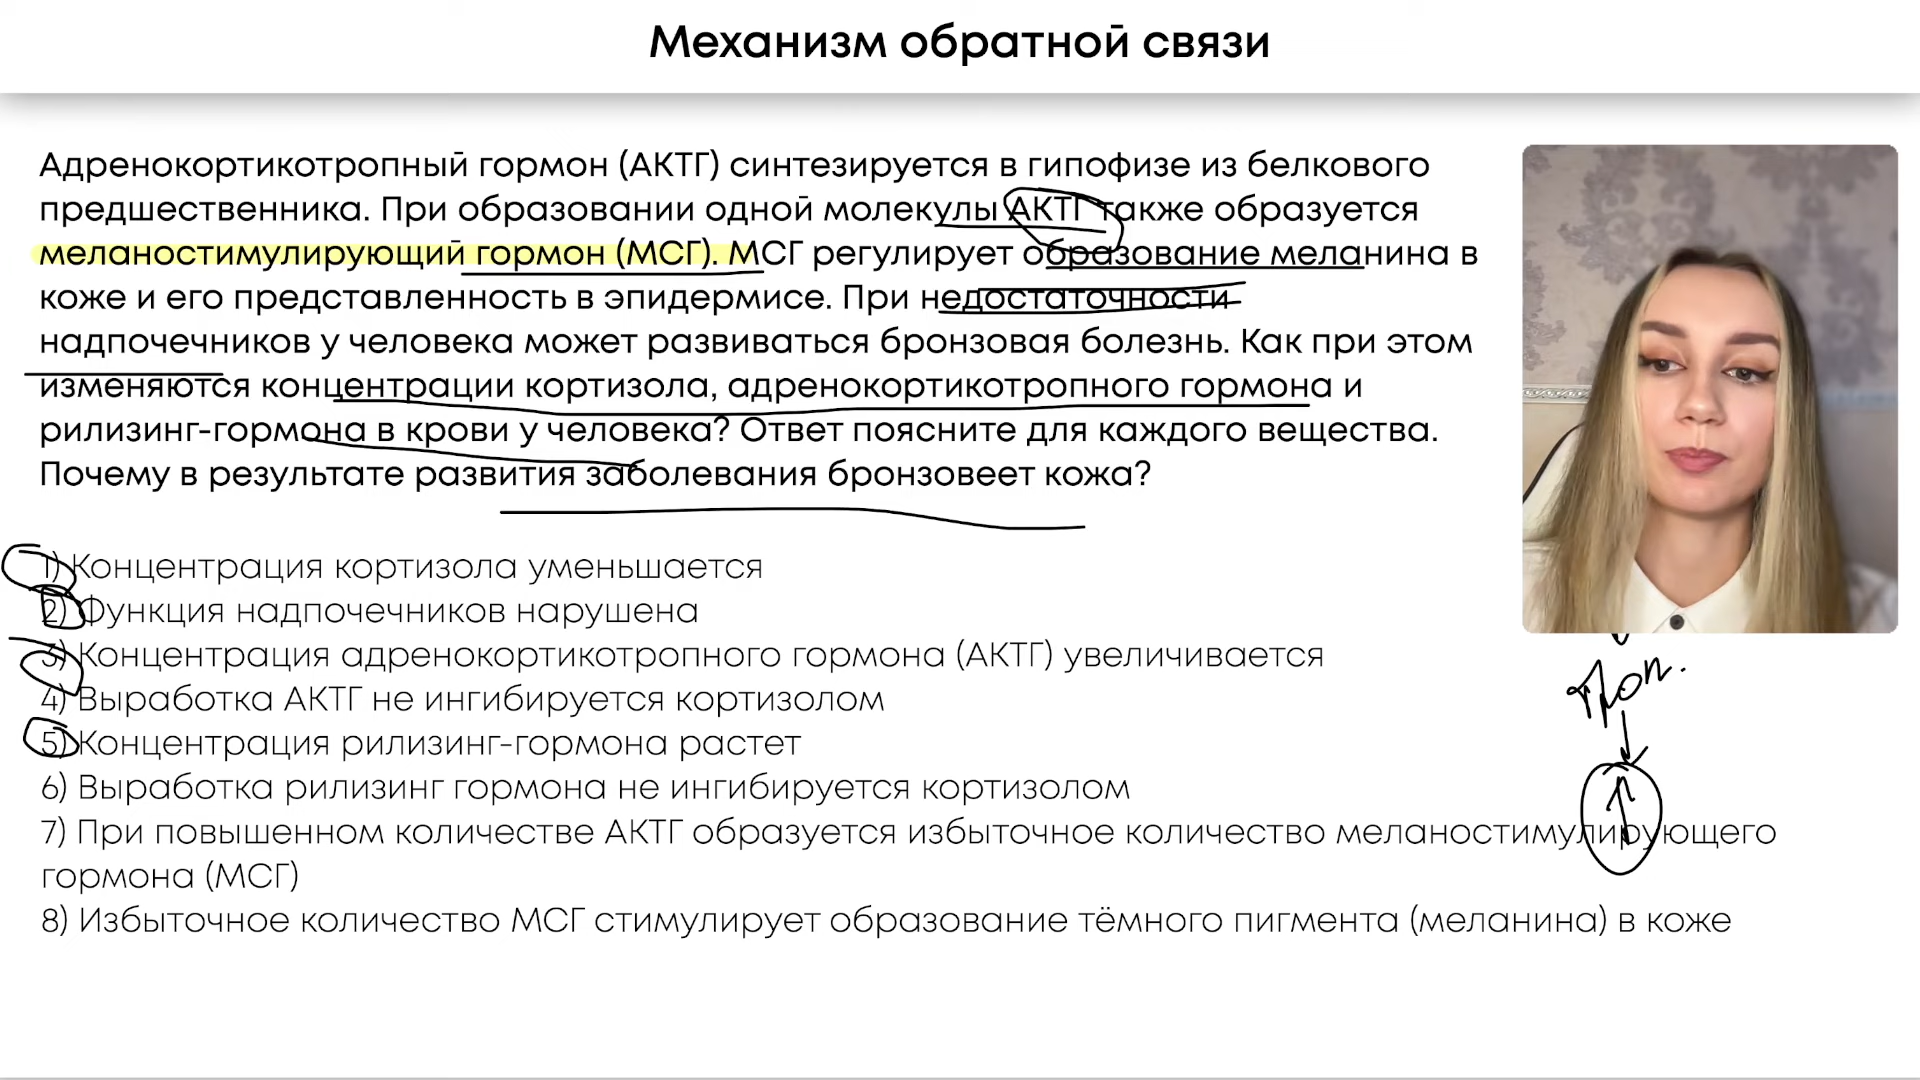 Механизм обратной связи
Адренокортикотропный гормон (АКТГ) синтезируется в гипофизе из белкового
предшественника. При образовании одной молекулы АКТГ также образуется
меланостимулирующий гормон (МСГ). МСГ регулирует образование меланина в
коже и его представленность в эпидермисе. При недостаточности
надпочечников у человека может развиваться бронзовая болезнь. Как при этом
изменяются концентрации кортизола, адренокортикотропного гормона и
рилизинг-гормона в крови у человека? Ответ поясните для каждого вещества.
Почему в результате развития заболевания бронзовеет кожа?
1) Концентрация кортизола уменьшается
2) Функция надпочечников нарушена
3) Концентрация адренокортикотропного гормона (АКТГ) увеличивается
4) Выработка АКТГ не ингибируется кортизолом
5) Концентрация рилизинг-гормона растет
6) Выработка рилизинг гормона не ингибируется кортизолом
7) При повышенном количестве АКТГ образуется избыточное количество меланостимулирующего
гормона (МСГ)
8) Избыточное количество МСГ стимулирует образование тёмного пигмента (меланина) в коже
Троп.